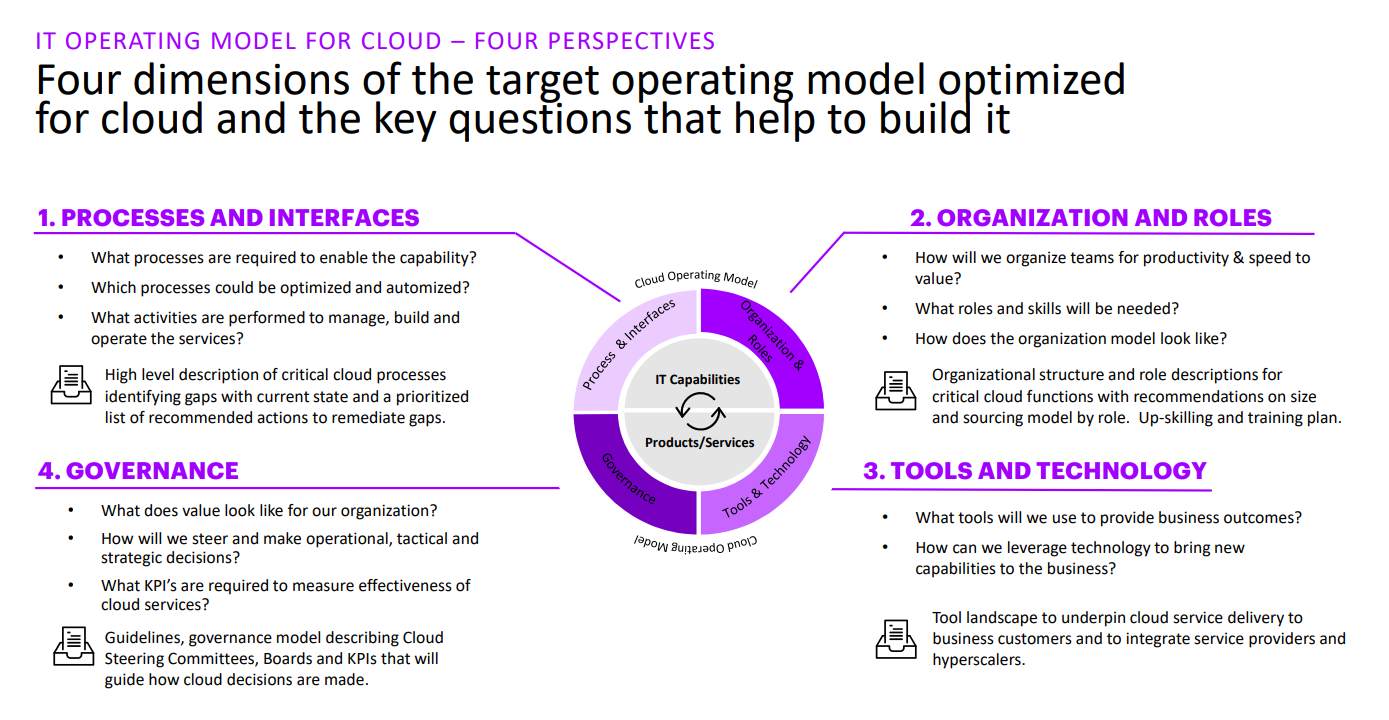 IT OPERATING MODEL FOR CLOUD – FOUR PERSPECTIVES
Four dimensions of the target operating model optimized
for cloud and the key questions that help to build it
1. PROCESSES AND INTERFACES
• What processes are required to enable the capability?
• Which processes could be optimized and automized?
• What activities are performed to manage, build and
operate the services?
High level description of critical cloud processes
identifying gaps with current state and a prioritized
list of recommended actions to remediate gaps.
2. ORGANIZATION AND ROLES
• How will we organize teams for productivity & speed to
value?
• What roles and skills will be needed?
• How does the organization model look like?
Organizational structure and role descriptions for
critical cloud functions with recommendations on size
and sourcing model by role.  Up-skilling and training plan.
Cloud Operating Model
Process & Interfaces
Organization &
Roles
IT Capabilities
Products/Services
Governance
Tools & Technology
Cloud Operating Model
4. GOVERNANCE
• What does value look like for our organization?
• How will we steer and make operational, tactical and
strategic decisions?
• What KPI’s are required to measure effectiveness of
cloud services?
Guidelines, governance model describing Cloud
Steering Committees, Boards and KPIs that will
guide how cloud decisions are made.
3. TOOLS AND TECHNOLOGY
• What tools will we use to provide business outcomes?
• How can we leverage technology to bring new
capabilities to the business?
Tool landscape to underpin cloud service delivery to
business customers and to integrate service providers and
hyperscalers.